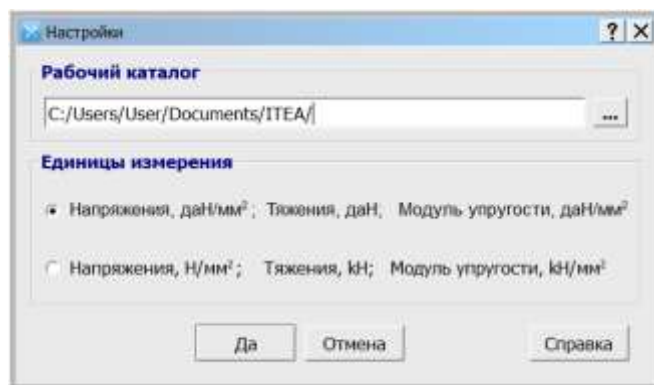 Настройки
? X
Рабочий каталог
C:/Users/User/Documents/ITEA/
...
Единицы измерения
Напряжения, даН/мм²; Тяжения, даН; Модуль упругости, даН/мм²
Напряжения, Н/мм²; Тяжения, kН; Модуль упругости, kН/мм²
Да Отмена Справка